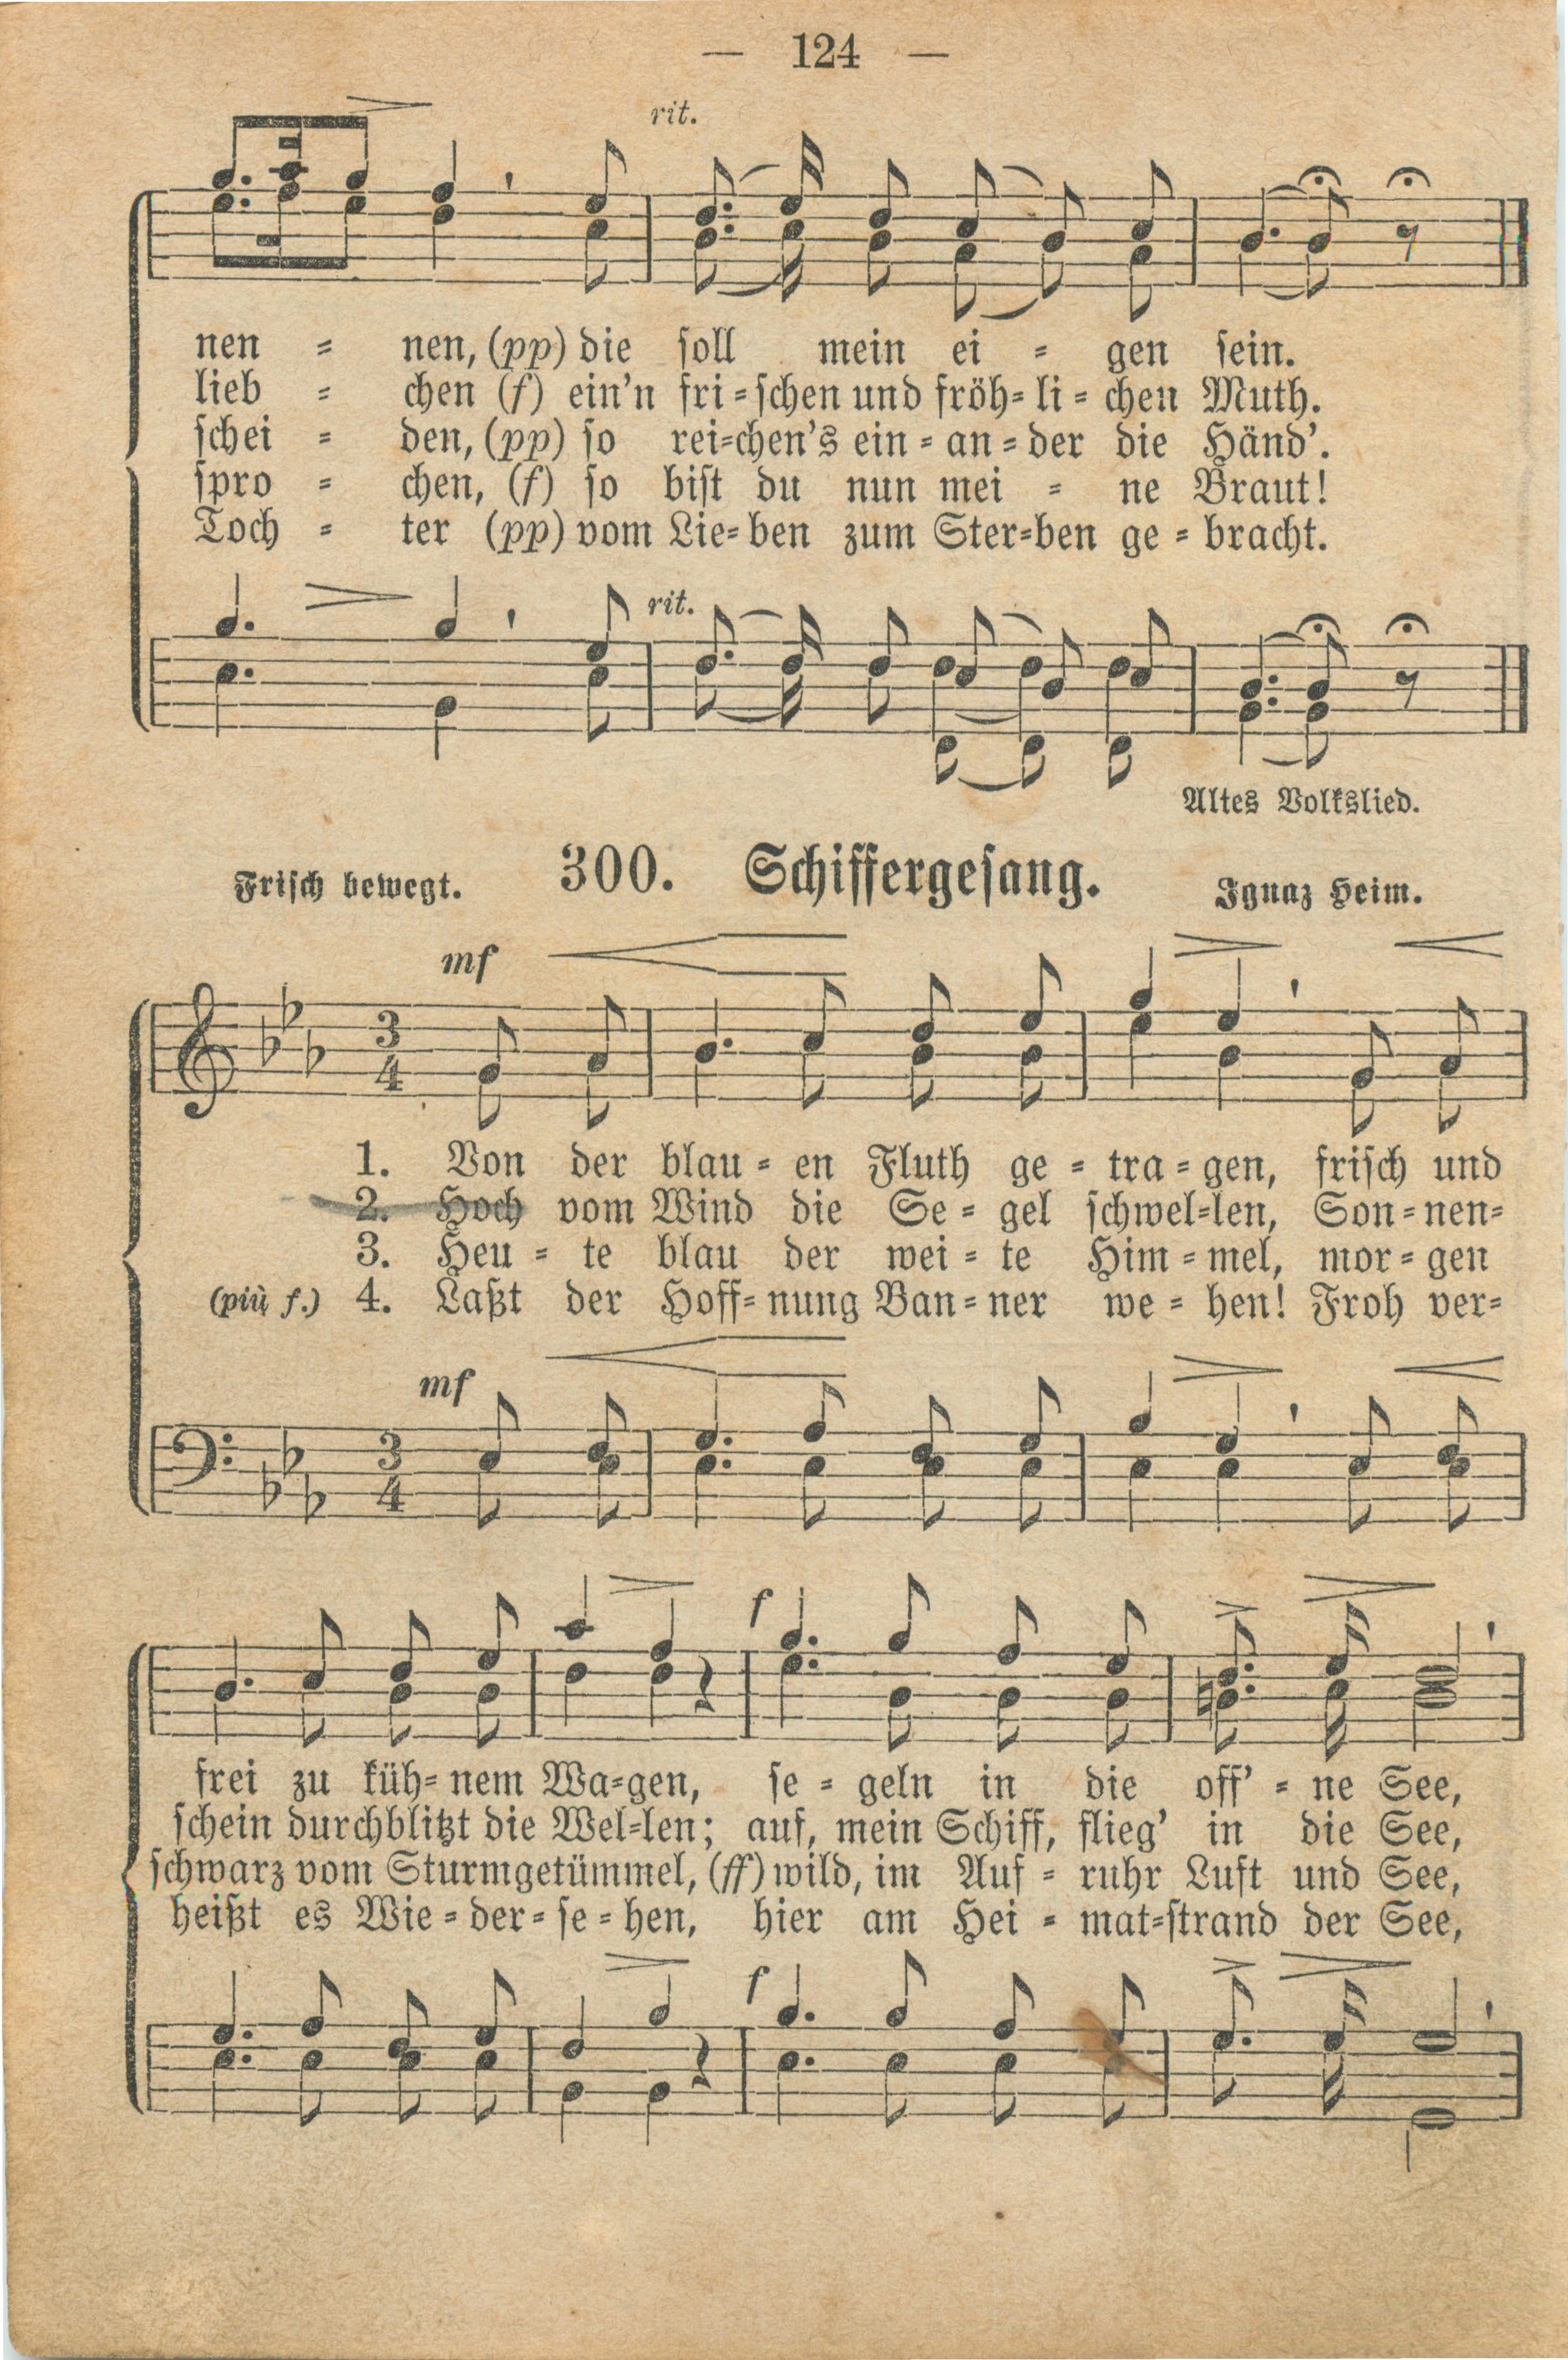 — 124 —
rit.
nen = nen, (pp) die soll mein ei = gen sein.
lieb = chen (f) ein'n fri=schen und fröh=li=chen Muth.
schei = den, (pp) so rei=chen's ein=an=der die Händ'.
spro = chen, (f) so bist du nun mei = ne Braut!
Toch = ter (pp) vom Lie=ben zum Ster=ben ge=bracht.
rit.
Altes Volkslied.
Frisch bewegt. 300. Schiffergesang. Ignaz Heim.
mf
3
4
1. Von der blau=en Fluth ge=tra=gen, frisch und
2. Hoch vom Wind die Se=gel schwel=len, Son=nen=
3. Heu=te blau der wei=te Him=mel, mor=gen
(più f.) 4. Laßt der Hoff=nung Ban=ner we=hen! Froh ver=
mf
3
4
f
frei zu küh=nem Wa=gen, se=geln in die off'=ne See,
schein durchblitzt die Wel=len; auf, mein Schiff, flieg' in die See,
schwarz vom Sturmgetümmel, (ff) wild, im Auf=ruhr Luft und See,
heißt es Wie=der=se=hen, hier am Hei=mat=strand der See,
f